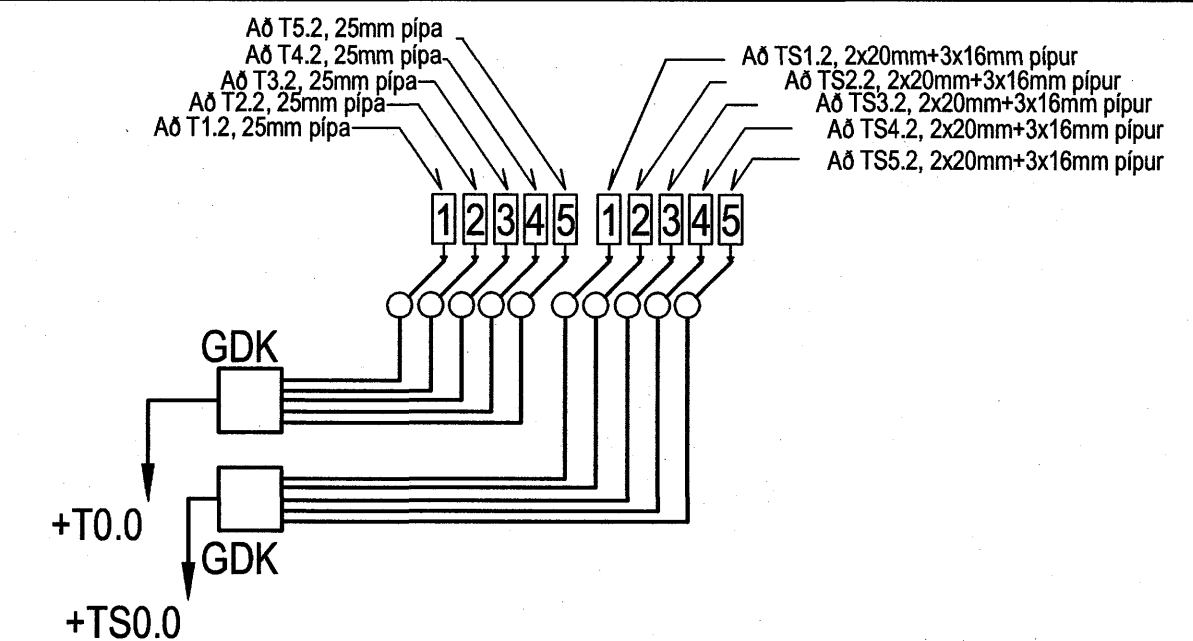 Að T5.2, 25mm pípa
Að T4.2, 25mm pípa
Að T3.2, 25mm pípa
Að T2.2, 25mm pípa
Að T1.2, 25mm pípa
Að TS1.2, 2x20mm+3x16mm pípur
Að TS2.2, 2x20mm+3x16mm pípur
Að TS3.2, 2x20mm+3x16mm pípur
Að TS4.2, 2x20mm+3x16mm pípur
Að TS5.2, 2x20mm+3x16mm pípur
1 2 3 4 5 1 2 3 4 5
GDK
+T0.0
GDK
+TS0.0